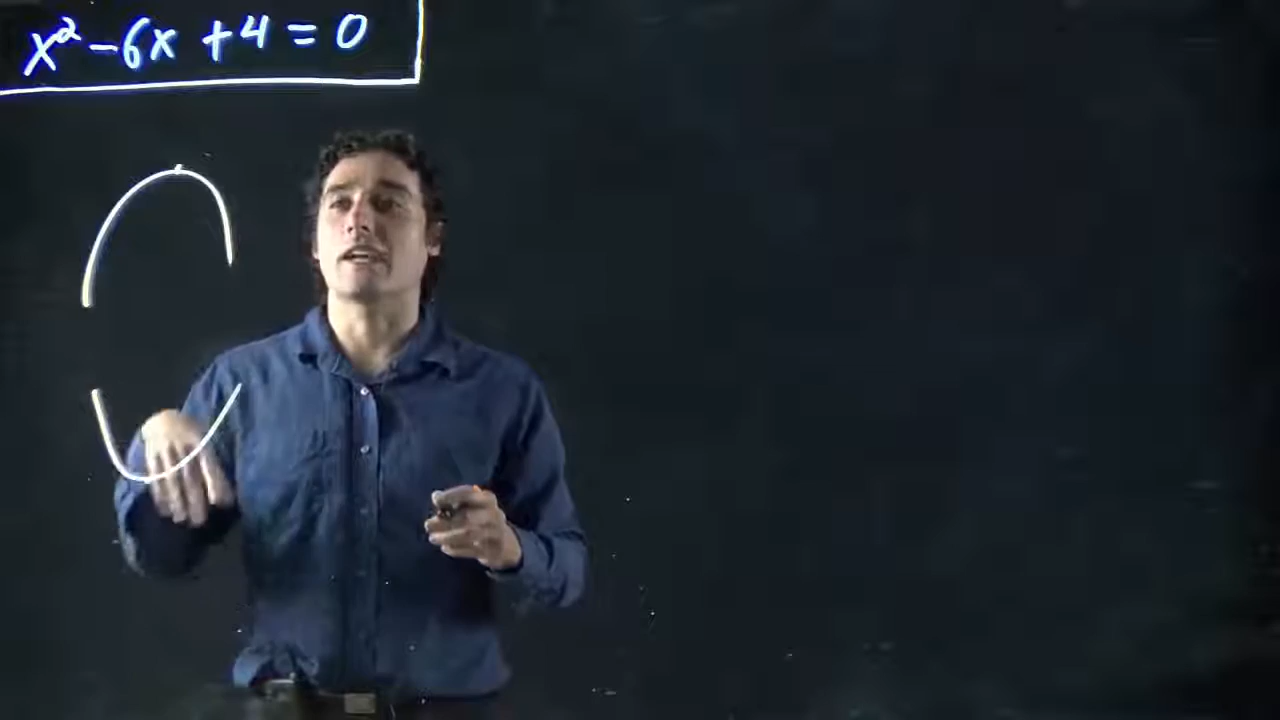 x² - 6x + 4 = 0